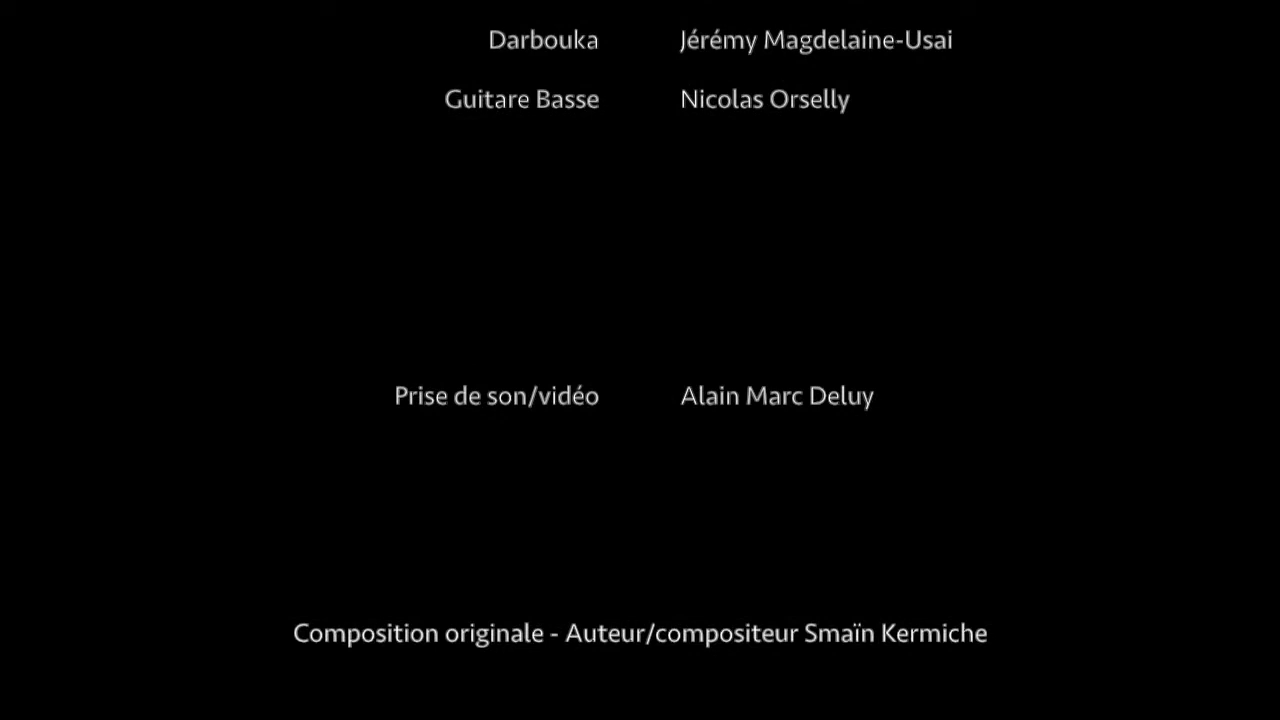 Darbouka Jérémy Magdelaine-Usai
Guitare Basse Nicolas Orselly
Prise de son/vidéo Alain Marc Deluy
Composition originale - Auteur/compositeur Smaïn Kermiche